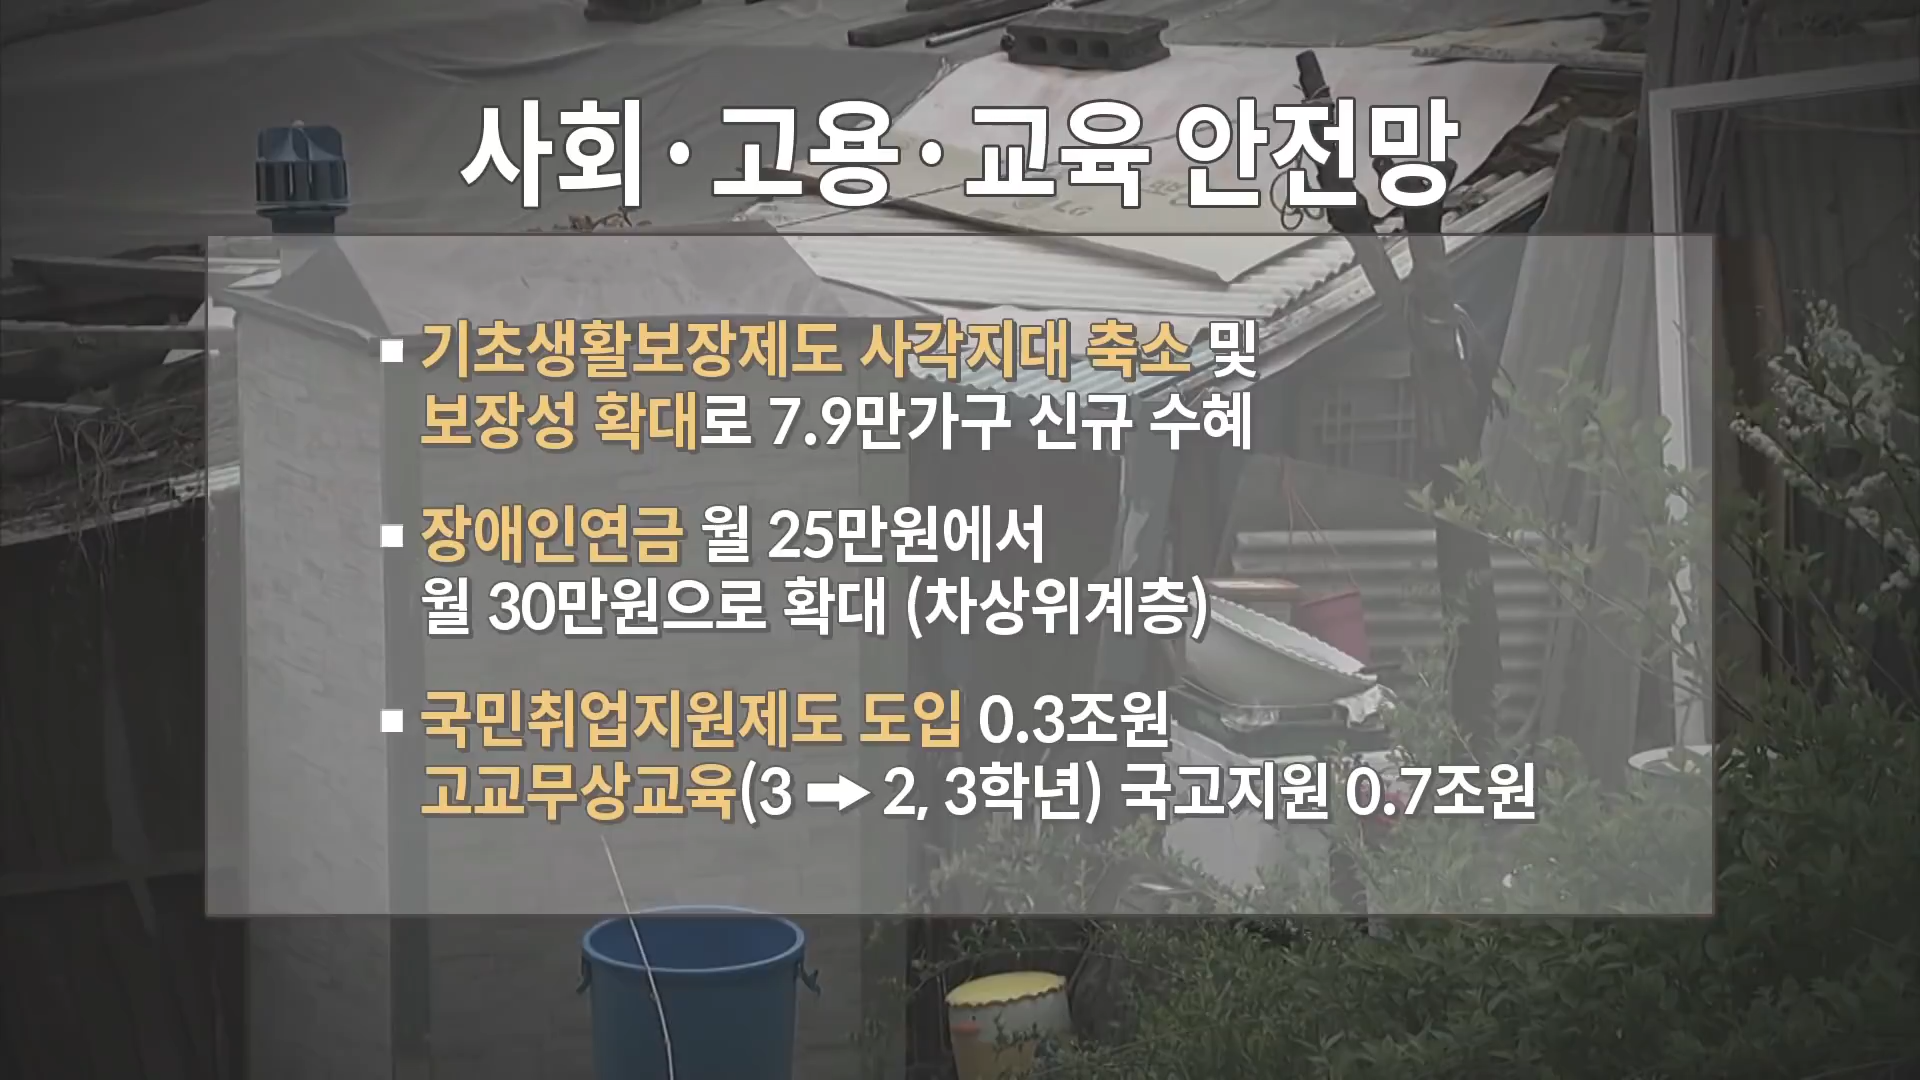 사회·고용·교육 안전망
▪ 기초생활보장제도 사각지대 축소 및
보장성 확대로 7.9만가구 신규 수혜
▪ 장애인연금 월 25만원에서
월 30만원으로 확대 (차상위계층)
▪ 국민취업지원제도 도입 0.3조원
고교무상교육(3 ➡ 2, 3학년) 국고지원 0.7조원